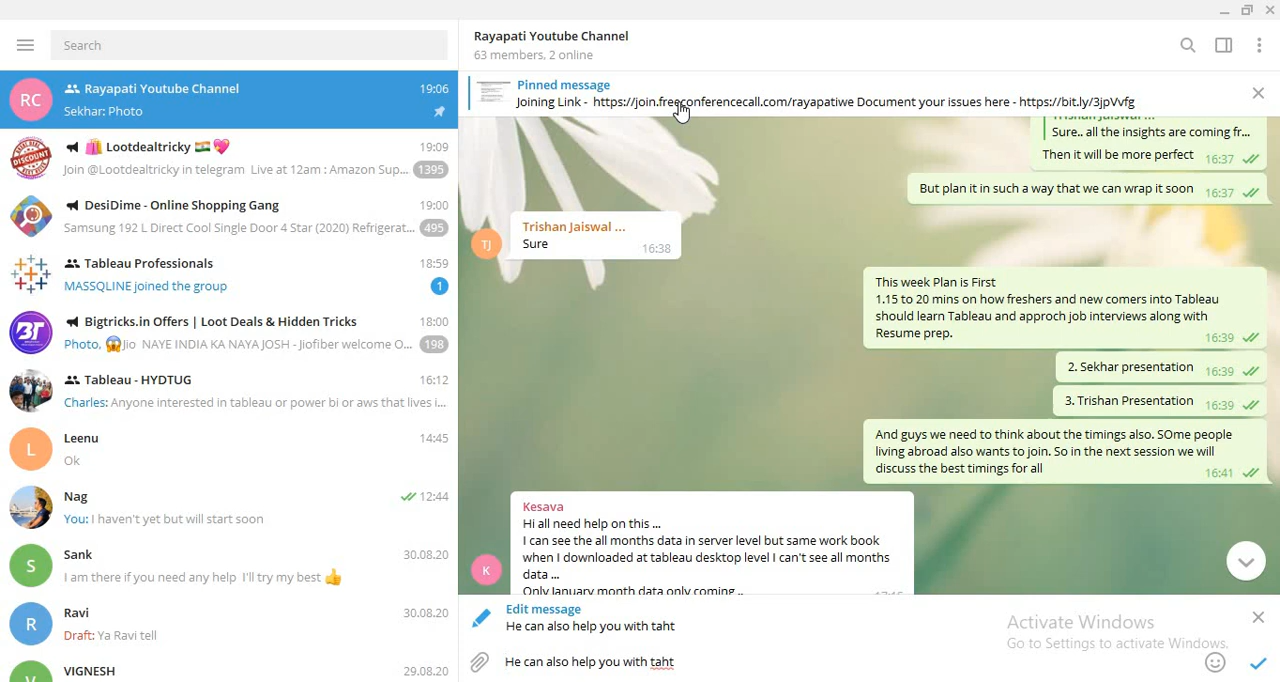 Search
RC
Rayapati Youtube Channel 19:06
Sekhar: Photo
Lootdealtricky 19:09
Join @Lootdealtricky in telegram Live at 12am : Amazon Sup... 1395
DISCOUNT
DesiDime - Online Shopping Gang 19:00
Samsung 192 L Direct Cool Single Door 4 Star (2020) Refrigerat... 495
Tableau Professionals 18:59
MASSQLINE joined the group 1
BT
Bigtricks.in Offers | Loot Deals & Hidden Tricks 18:00
Photo, 😱Jio NAYE INDIA KA NAYA JOSH - Jiofiber welcome O... 198
Tableau - HYDTUG 16:12
Charles: Anyone interested in tableau or power bi or aws that lives i...
L
Leenu 14:45
Ok
Nag 12:44
You: I haven't yet but will start soon
S
Sank 30.08.20
I am there if you need any help I'll try my best 👍
R
Ravi 30.08.20
Draft: Ya Ravi tell
VIGNESH 29.08.20
Rayapati Youtube Channel
63 members, 2 online
Pinned message
Joining Link - https://join.freeconferencecall.com/rayapatiwe Document your issues here - https://bit.ly/3jpVvfg
Trishan Jaiswal ...
Sure.. all the insights are coming fr...
Then it will be more perfect 16:37
But plan it in such a way that we can wrap it soon 16:37
TJ
Trishan Jaiswal ...
Sure 16:38
This week Plan is First
1.15 to 20 mins on how freshers and new comers into Tableau
should learn Tableau and approch job interviews along with
Resume prep. 16:39
2. Sekhar presentation 16:39
3. Trishan Presentation 16:39
And guys we need to think about the timings also. SOme people
living abroad also wants to join. So in the next session we will
discuss the best timings for all 16:41
K
Kesava
Hi all need help on this ...
I can see the all months data in server level but same work book
when I downloaded at tableau desktop level I can't see all months
data ...
Only January month data only coming ..
Edit message
He can also help you with taht
He can also help you with taht
Activate Windows
Go to Settings to activate Windows.